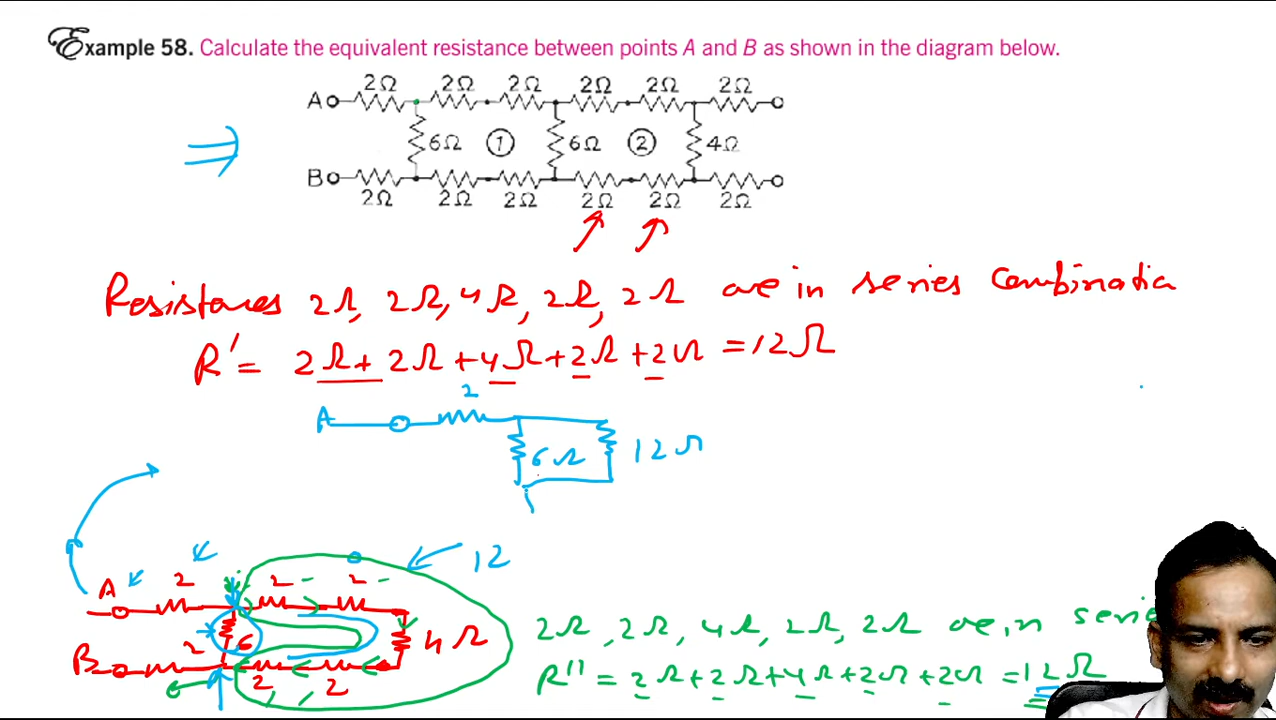 Example 58. Calculate the equivalent resistance between points A and B as shown in the diagram below.
2Ω 2Ω 2Ω 2Ω 2Ω 2Ω
A
⇒ 6Ω 1 6Ω 2 4Ω
B
2Ω 2Ω 2Ω 2Ω 2Ω 2Ω
Resistances 2Ω, 2Ω, 4Ω, 2Ω, 2Ω are in series Combinatio
R' = 2Ω + 2Ω + 4Ω + 2Ω + 2Ω = 12Ω
2
A
6Ω 12Ω
12
A 2 2 2
6 4Ω
B 2 2 2
2Ω, 2Ω, 4Ω, 2Ω, 2Ω are in serie
R'' = 2Ω + 2Ω + 4Ω + 2Ω + 2Ω = 12Ω